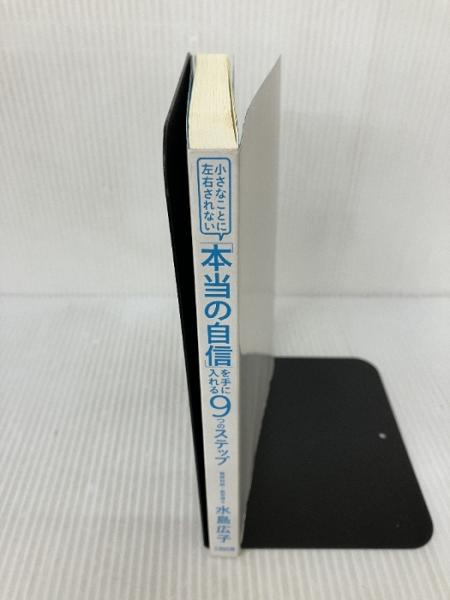 小さなことに
左右されない
「本当の自信」
を手に
入れる
9つのステップ
水島広子